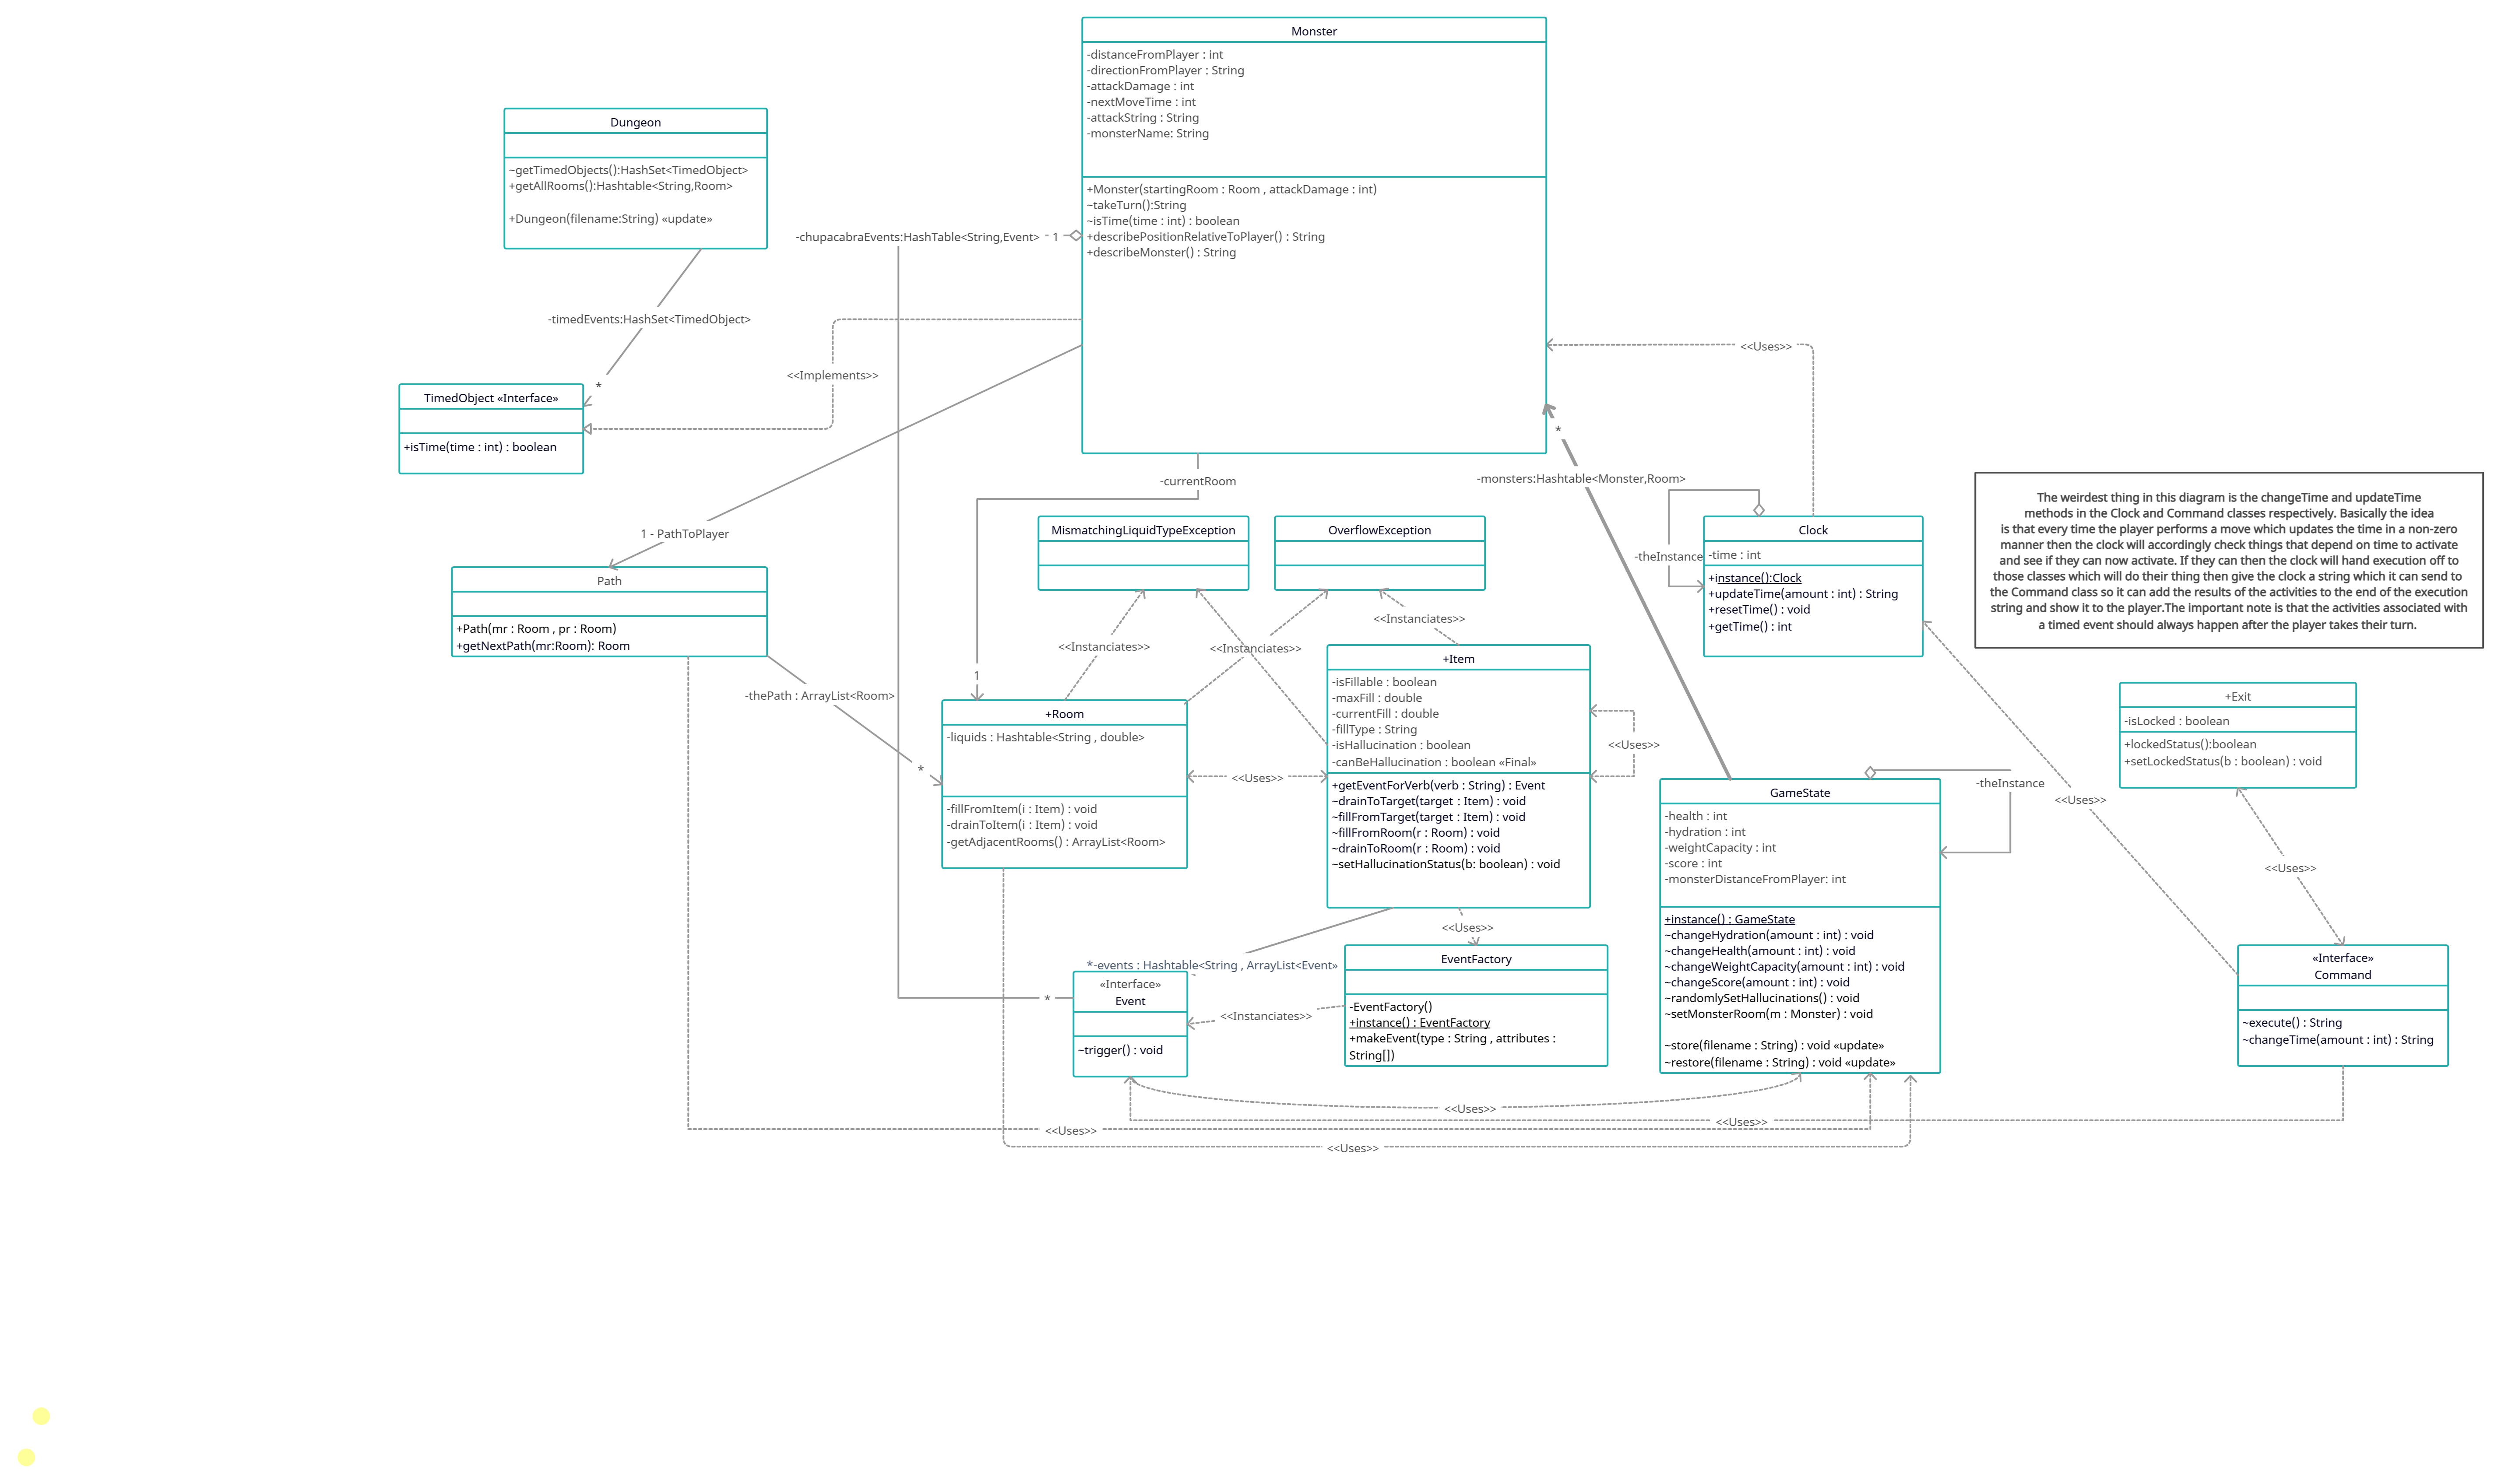 Monster
-distanceFromPlayer : int
-directionFromPlayer : String
-attackDamage : int
-nextMoveTime : int
-attackString : String
-monsterName: String
+Monster(startingRoom : Room , attackDamage : int)
~takeTurn():String
~isTime(time : int) : boolean
+describePositionRelativeToPlayer() : String
+describeMonster() : String
Dungeon
~getTimedObjects():HashSet<TimedObject>
+getAllRooms():Hashtable<String,Room>
+Dungeon(filename:String) «update»
-chupacabraEvents:HashTable<String,Event>
- 1
-timedEvents:HashSet<TimedObject>
*
<<Implements>>
<<Uses>>
TimedObject «Interface»
+isTime(time : int) : boolean
*
-monsters:Hashtable<Monster,Room>
-currentRoom
1 - PathToPlayer
MismatchingLiquidTypeException
OverflowException
-theInstance
Clock
-time : int
+instance():Clock
+updateTime(amount : int) : String
+resetTime() : void
+getTime() : int
The weirdest thing in this diagram is the changeTime and updateTime
methods in the Clock and Command classes respectively. Basically the idea
is that every time the player performs a move which updates the time in a non-zero
manner then the clock will accordingly check things that depend on time to activate
and see if they can now activate. If they can then the clock will hand execution off to
those classes which will do their thing then give the clock a string which it can send to
the Command class so it can add the results of the activities to the end of the execution
string and show it to the player.The important note is that the activities associated with
a timed event should always happen after the player takes their turn.
Path
+Path(mr : Room , pr : Room)
+getNextPath(mr:Room): Room
<<Instanciates>>
<<Instanciates>>
<<Instanciates>>
1
-thePath : ArrayList<Room>
*
+Room
-liquids : Hashtable<String , double>
-fillFromItem(i : Item) : void
-drainToItem(i : Item) : void
-getAdjacentRooms() : ArrayList<Room>
<<Uses>>
+Item
-isFillable : boolean
-maxFill : double
-currentFill : double
-fillType : String
-isHallucination : boolean
-canBeHallucination : boolean «Final»
+getEventForVerb(verb : String) : Event
~drainToTarget(target : Item) : void
~fillFromTarget(target : Item) : void
~fillFromRoom(r : Room) : void
~drainToRoom(r : Room) : void
~setHallucinationStatus(b: boolean) : void
<<Uses>>
+Exit
-isLocked : boolean
+lockedStatus():boolean
+setLockedStatus(b : boolean) : void
GameState
-health : int
-hydration : int
-weightCapacity : int
-score : int
-monsterDistanceFromPlayer: int
+instance() : GameState
~changeHydration(amount : int) : void
~changeHealth(amount : int) : void
~changeWeightCapacity(amount : int) : void
~changeScore(amount : int) : void
~randomlySetHallucinations() : void
~setMonsterRoom(m : Monster) : void
~store(filename : String) : void «update»
~restore(filename : String) : void «update»
-theInstance
<<Uses>>
<<Uses>>
<<Uses>>
*-events : Hashtable<String , ArrayList<Event»
«Interface»
Event
~trigger() : void
*
<<Instanciates>>
EventFactory
-EventFactory()
+instance() : EventFactory
+makeEvent(type : String , attributes :
String[])
«Interface»
Command
~execute() : String
~changeTime(amount : int) : String
<<Uses>>
<<Uses>>
<<Uses>>
<<Uses>>